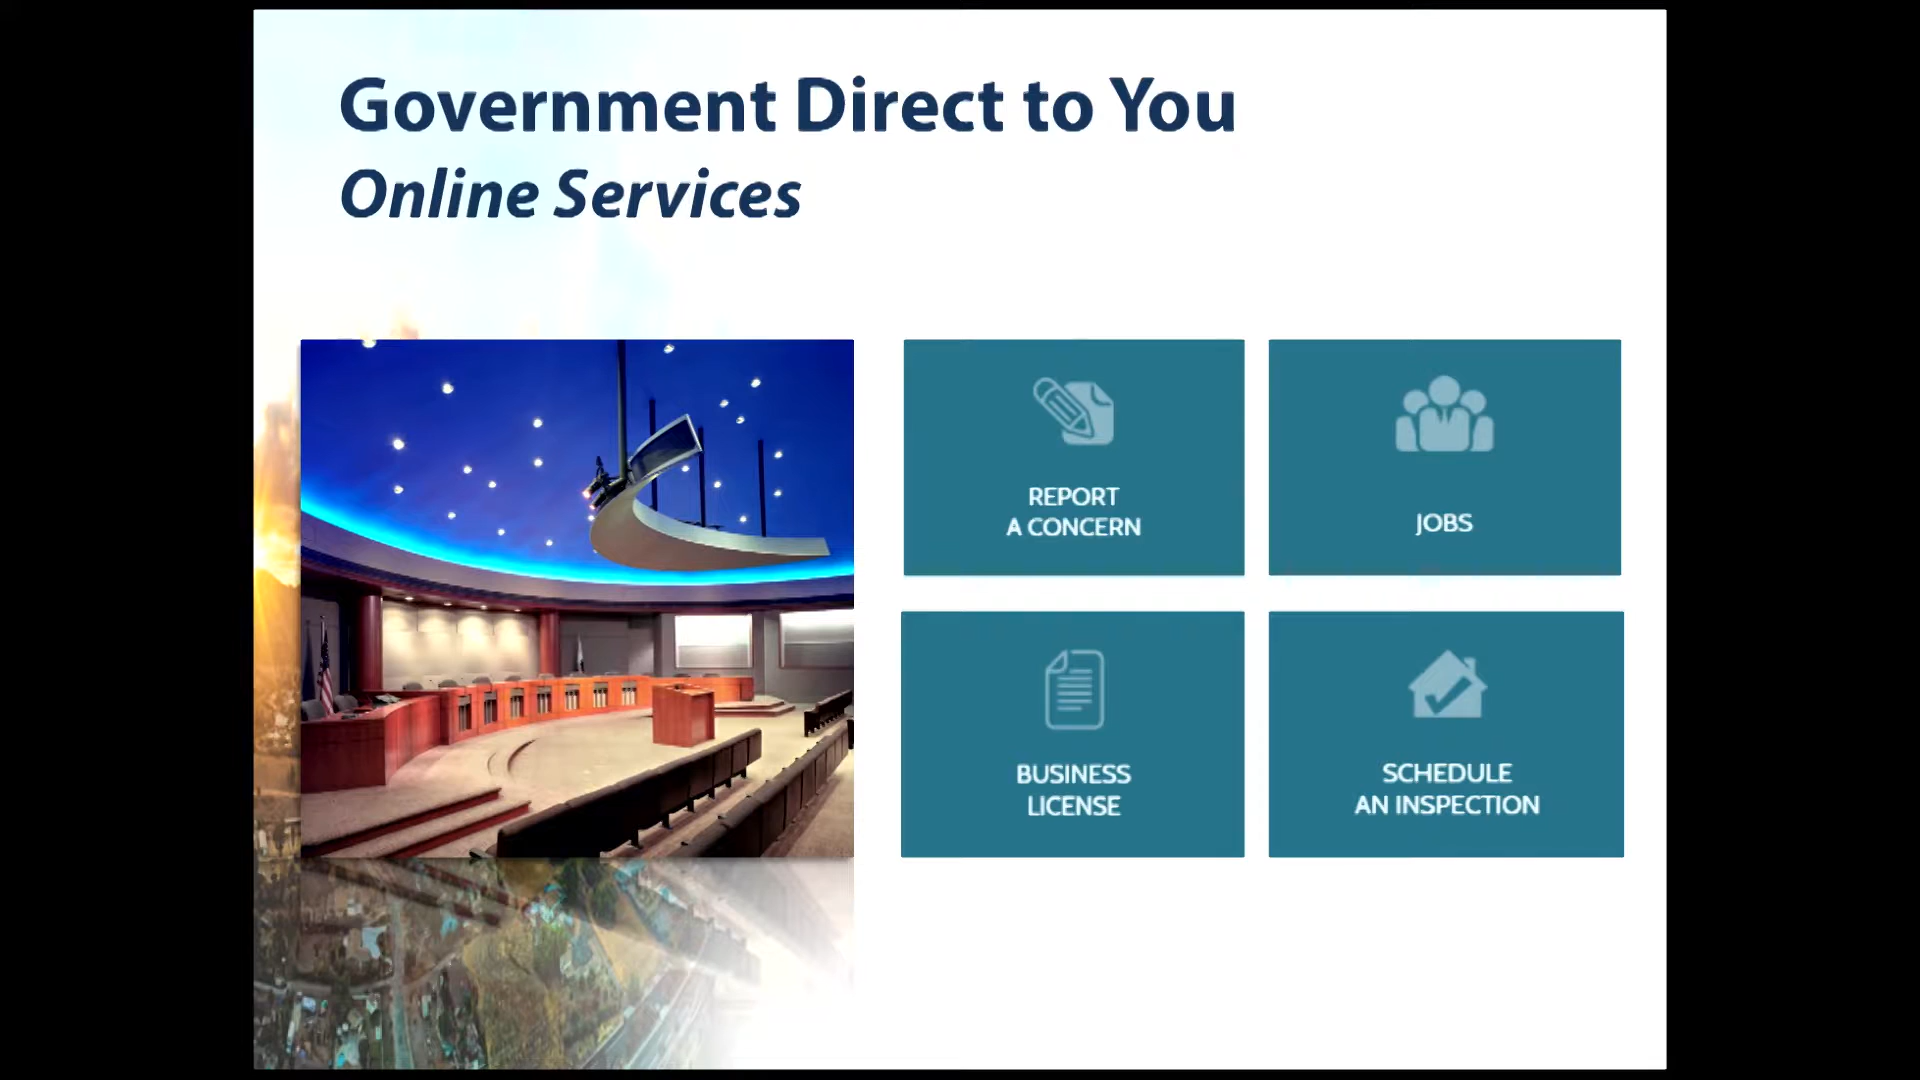 Government Direct to You
Online Services
REPORT
A CONCERN
JOBS
BUSINESS
LICENSE
SCHEDULE
AN INSPECTION